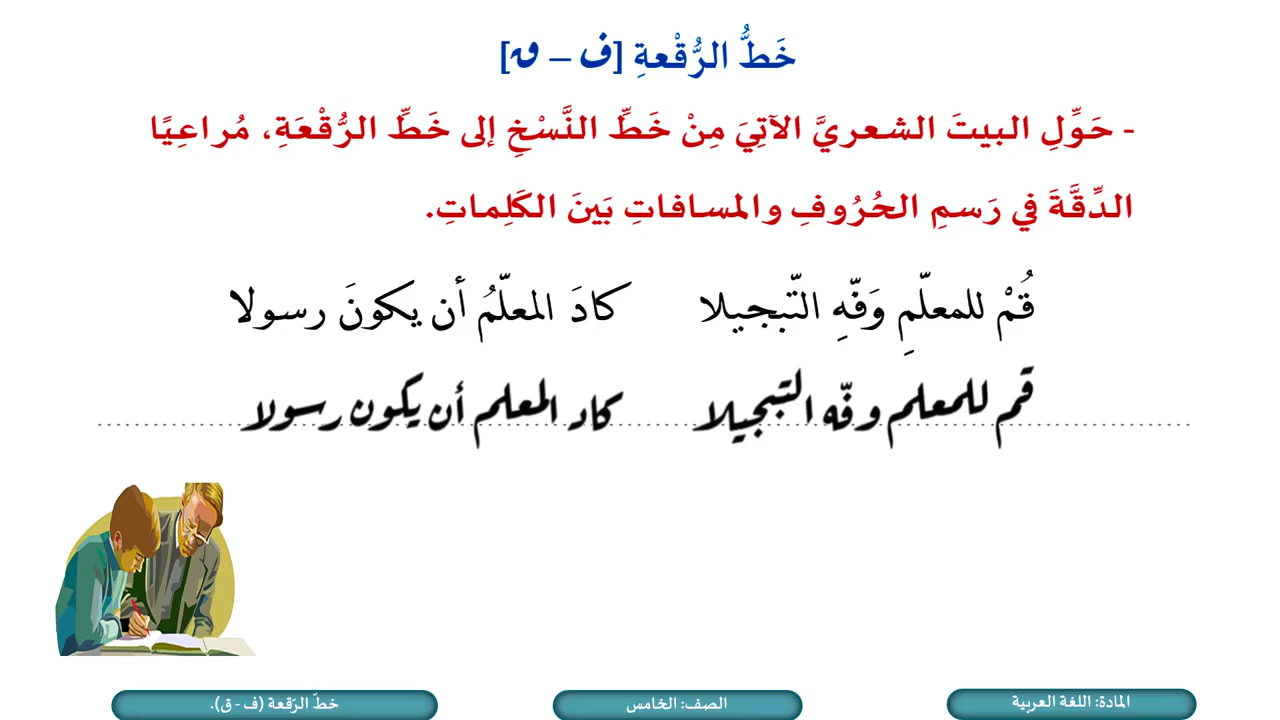 خَطُّ الرُّقْعةِ [ف – ق]
- حَوِّلِ البيتَ الشعريَّ الآتِيَ مِنْ خَطِّ النَّسْخِ إلى خَطِّ الرُّقْعَةِ، مُراعِيًا
الدِّقَّةَ في رَسمِ الحُرُوفِ والمسافاتِ بَينَ الكَلِماتِ.
قُمْ للمعلّمِ وَفّهِ التّبجيلا كادَ المعلّمُ أن يكونَ رسولا
قم للمعلم وفّه التبجيلا كاد المعلم أن يكون رسولا
المادة: اللغة العربية
الصف: الخامس
خطّ الرّقعة (ف - ق).